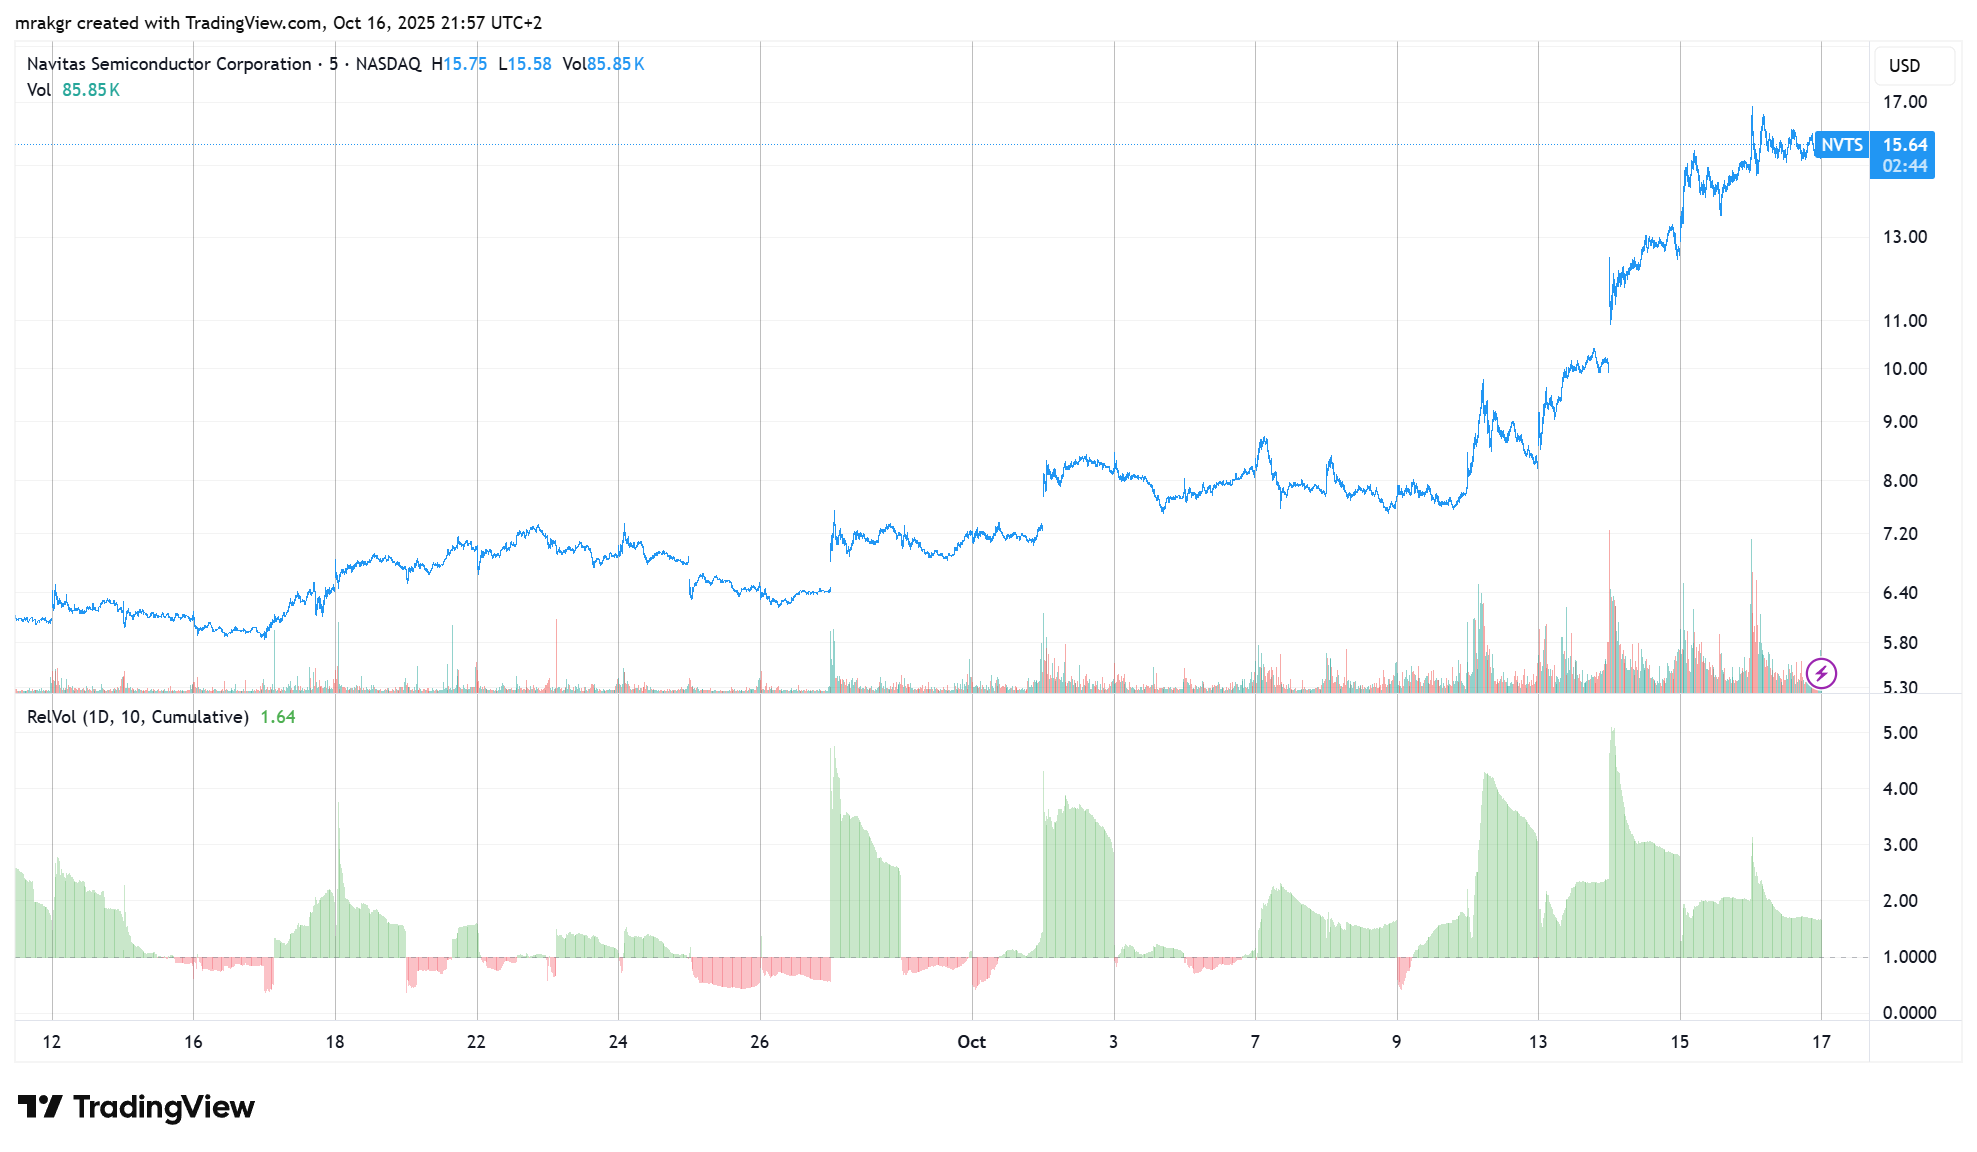 mrakgr created with TradingView.com, Oct 16, 2025 21:57 UTC+2
Navitas Semiconductor Corporation · 5 · NASDAQ H15.75 L15.58 Vol85.85K
Vol 85.85K
USD
17.00
NVTS 15.64
02:44
13.00
11.00
10.00
9.00
8.00
7.20
6.40
5.80
5.30
RelVol (1D, 10, Cumulative) 1.64
5.00
4.00
3.00
2.00
1.0000
0.0000
12 16 18 22 24 26 Oct 3 7 9 13 15 17
TradingView